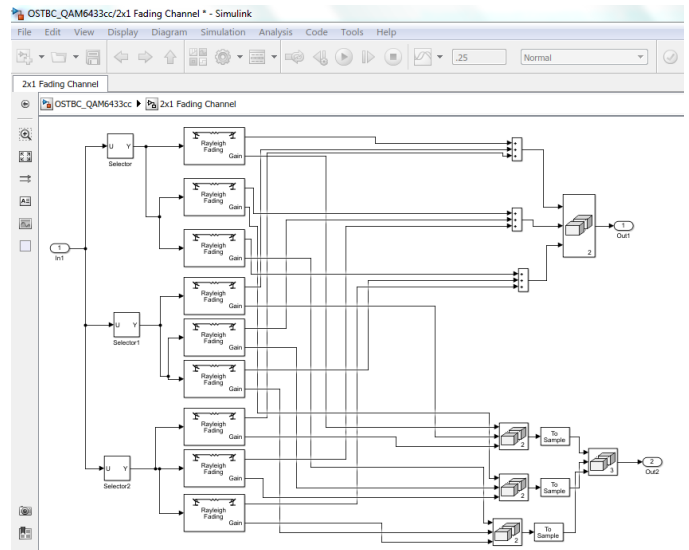 OSTBC_QAM6433cc/2x1 Fading Channel * - Simulink
File Edit View Display Diagram Simulation Analysis Code Tools Help
.25
Normal
2x1 Fading Channel
OSTBC_QAM6433cc
2x1 Fading Channel
1
In1
U Y
Selector
U Y
Selector1
U Y
Selector2
Rayleigh
Fading
Gain
Rayleigh
Fading
Gain
Rayleigh
Fading
Gain
Rayleigh
Fading
Gain
Rayleigh
Fading
Gain
Rayleigh
Fading
Gain
Rayleigh
Fading
Gain
Rayleigh
Fading
Gain
Rayleigh
Fading
Gain
+
+
+
+
+
+
+
+
+
2
1
Out1
2
To
Sample
2
To
Sample
2
To
Sample
3
2
Out2